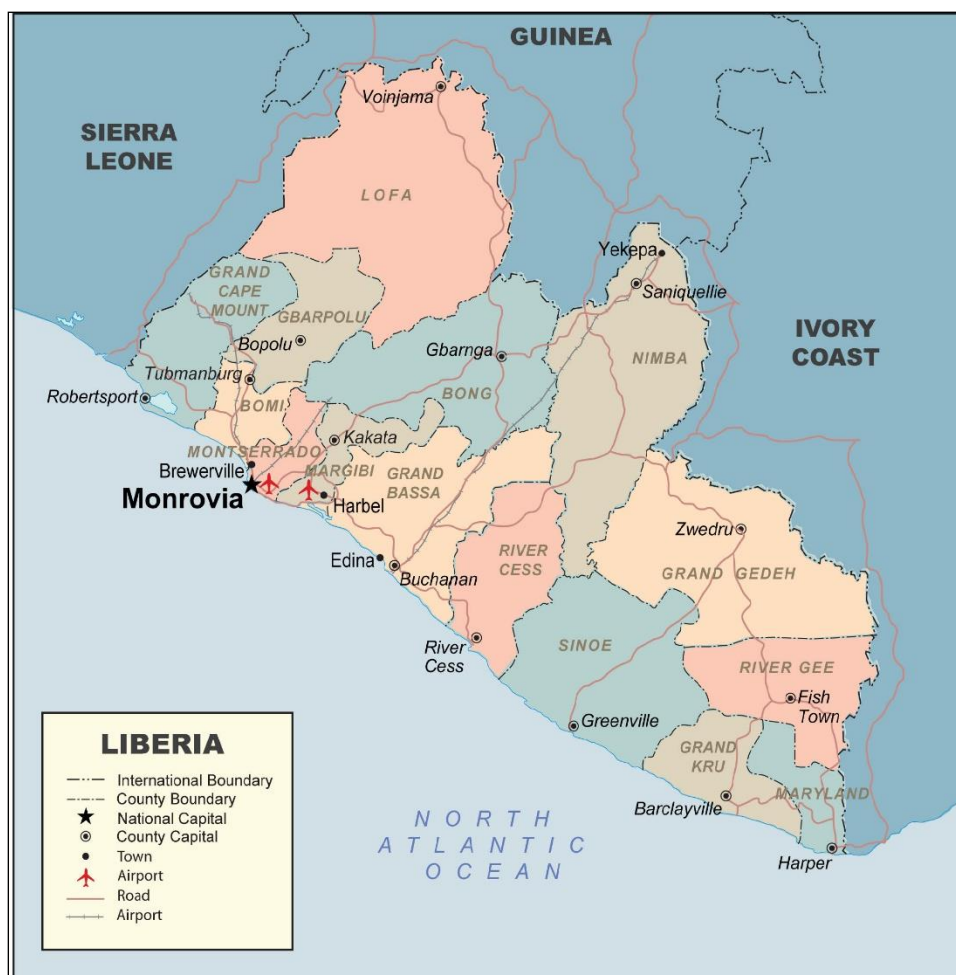 GUINEA
Voinjama
SIERRA
LEONE
LOFA
Yekepa
GRAND
CAPE
MOUNT
Saniquellie
GBARPOLU
IVORY
COAST
Bopolu
Gbarnga
NIMBA
Tubmanburg
Robertsport
BOMI
BONG
Kakata
MONTSERRADO
Brewerville
MARGIBI
GRAND
BASSA
Monrovia
Harbel
Zwedru
Edina
RIVER
CESS
Buchanan
GRAND GEDEH
River
Cess
SINOE
RIVER GEE
Fish
Town
Greenville
GRAND
KRU
MARYLAND
Barclayville
Harper
NORTH
ATLANTIC
OCEAN
LIBERIA
International Boundary
County Boundary
National Capital
County Capital
Town
Airport
Road
Airport